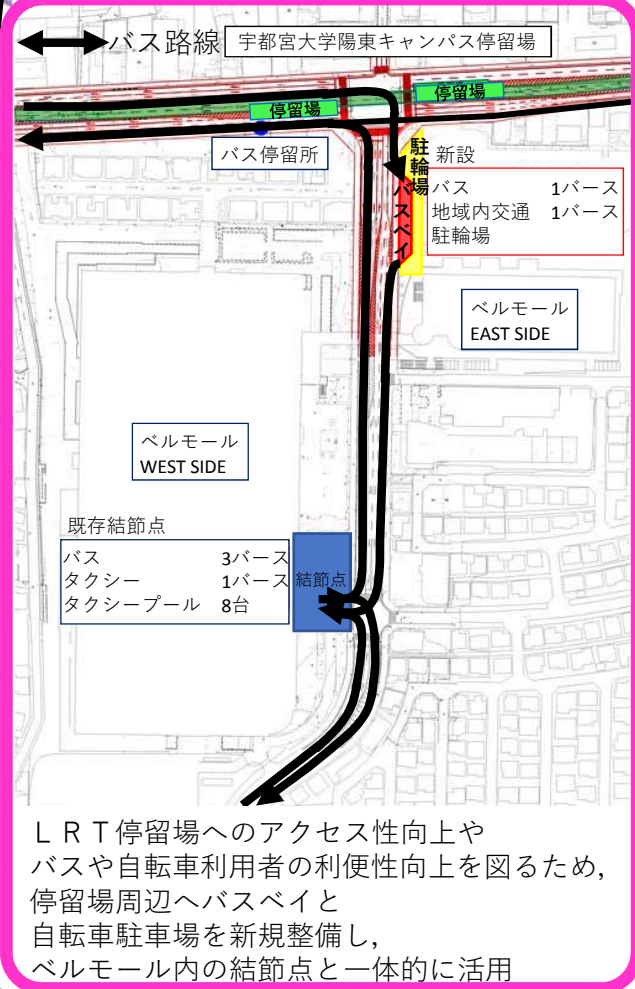 バス路線
宇都宮大学陽東キャンパス停留場
停留場
停留場
バス停留所
駐輪場
バスベイ
新設
バス 1バース
地域内交通 1バース
駐輪場
ベルモール
EAST SIDE
ベルモール
WEST SIDE
既存結節点
バス 3バース
タクシー 1バース
タクシープール 8台
結節点
ＬＲＴ停留場へのアクセス性向上や
バスや自転車利用者の利便性向上を図るため,
停留場周辺へバスベイと
自転車駐車場を新規整備し,
ベルモール内の結節点と一体的に活用